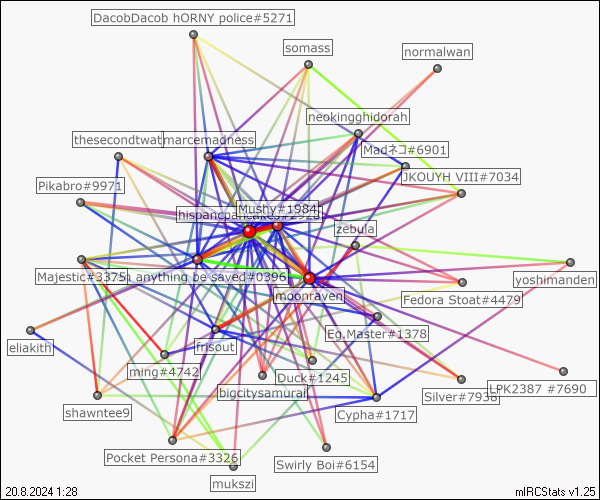 DacobDacob hORNY police#5271
somass
normalwan
neokingghidorah
thesecondtwat
marcemadness
Madネコ#6901
JKOUYH VIII#7034
Pikabro#9971
Mushy#1984
zebula
Majestic#3375
anything be saved#0396
yoshimanden
moonraven
Fedora Stoat#4479
Eg.Master#1378
eliakith
frisout
ming#4742
Duck#1245
bigcitysamurai
Silver#7938
LPK2387 #7690
shawntee9
Cypha#1717
Pocket Persona#3326
Swirly Boi#6154
mukszi
20.8.2024 1:28
mIRCStats v1.25